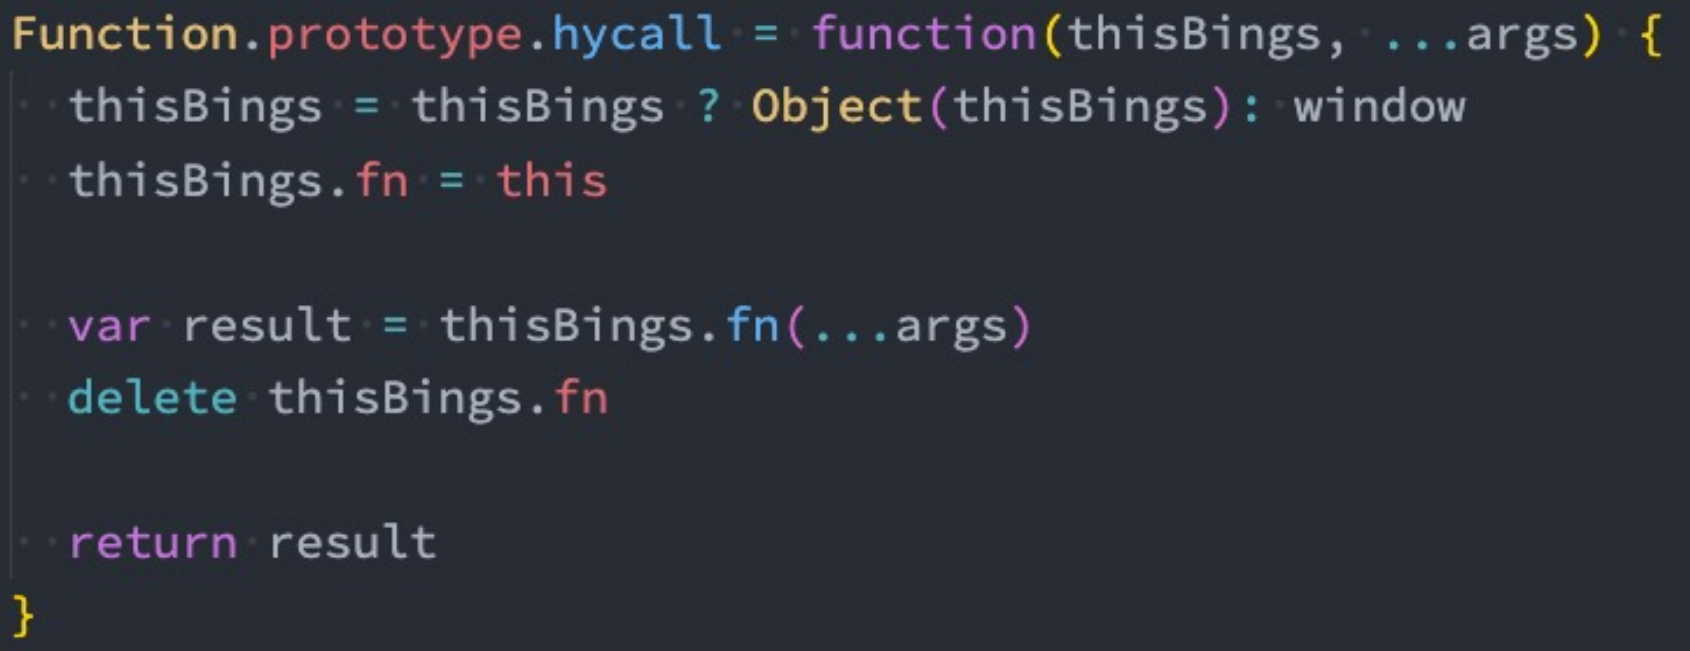 Function.prototype.hycall = function(thisBings, ...args) {
  thisBings = thisBings ? Object(thisBings): window
  thisBings.fn = this
  var result = thisBings.fn(...args)
  delete thisBings.fn
  return result
}